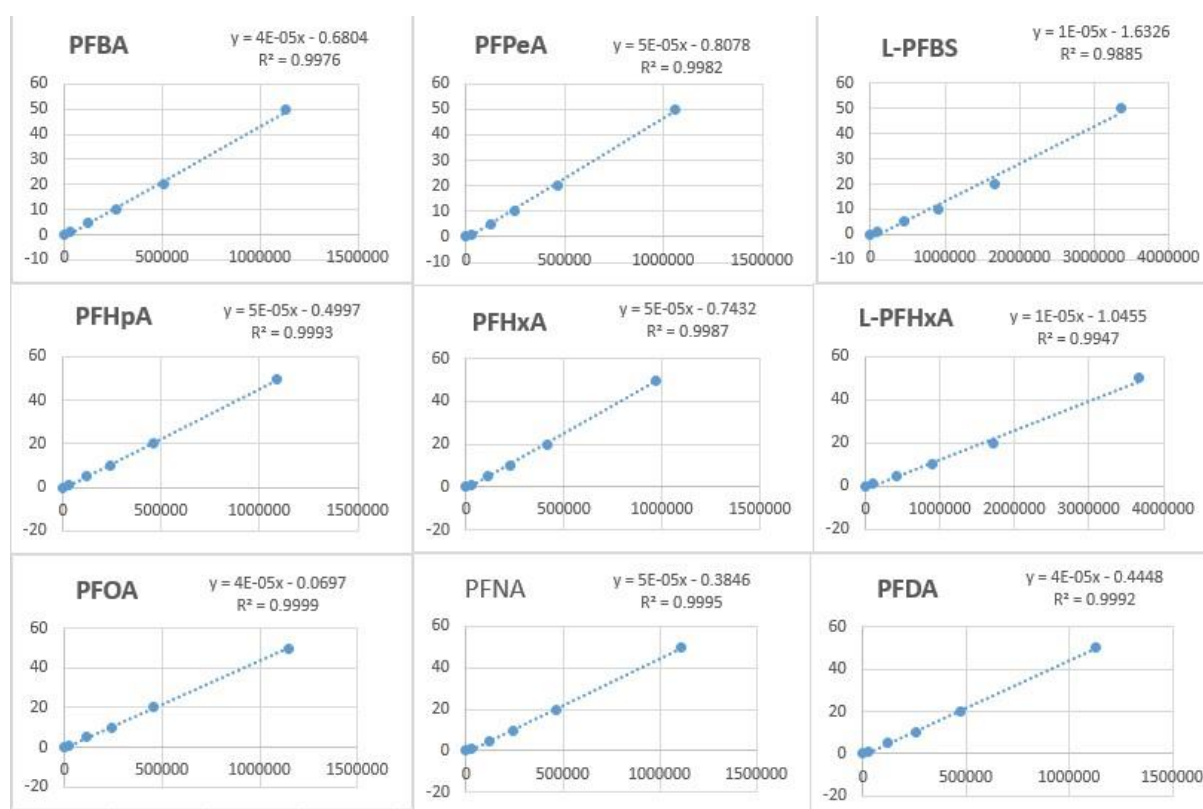 PFBA
y = 4E-05x - 0.6804
R² = 0.9976
60
50
40
30
20
10
0
-10
0 500000 1000000 1500000
PFPeA
y = 5E-05x - 0.8078
R² = 0.9982
60
50
40
30
20
10
0
-10
0 500000 1000000 1500000
L-PFBS
y = 1E-05x - 1.6326
R² = 0.9885
60
50
40
30
20
10
0
-10
0 1000000 2000000 3000000 4000000
PFHpA
y = 5E-05x - 0.4997
R² = 0.9993
60
40
20
0
-20
0 500000 1000000 1500000
PFHxA
y = 5E-05x - 0.7432
R² = 0.9987
60
40
20
0
-20
0 500000 1000000 1500000
L-PFHxA
y = 1E-05x - 1.0455
R² = 0.9947
60
40
20
0
-20
0 1000000 2000000 3000000 4000000
PFOA
y = 4E-05x - 0.0697
R² = 0.9999
60
40
20
0
-20
0 500000 1000000 1500000
PFNA
y = 5E-05x - 0.3846
R² = 0.9995
60
40
20
0
-20
0 500000 1000000 1500000
PFDA
y = 4E-05x - 0.4448
R² = 0.9992
60
40
20
0
-20
0 500000 1000000 1500000